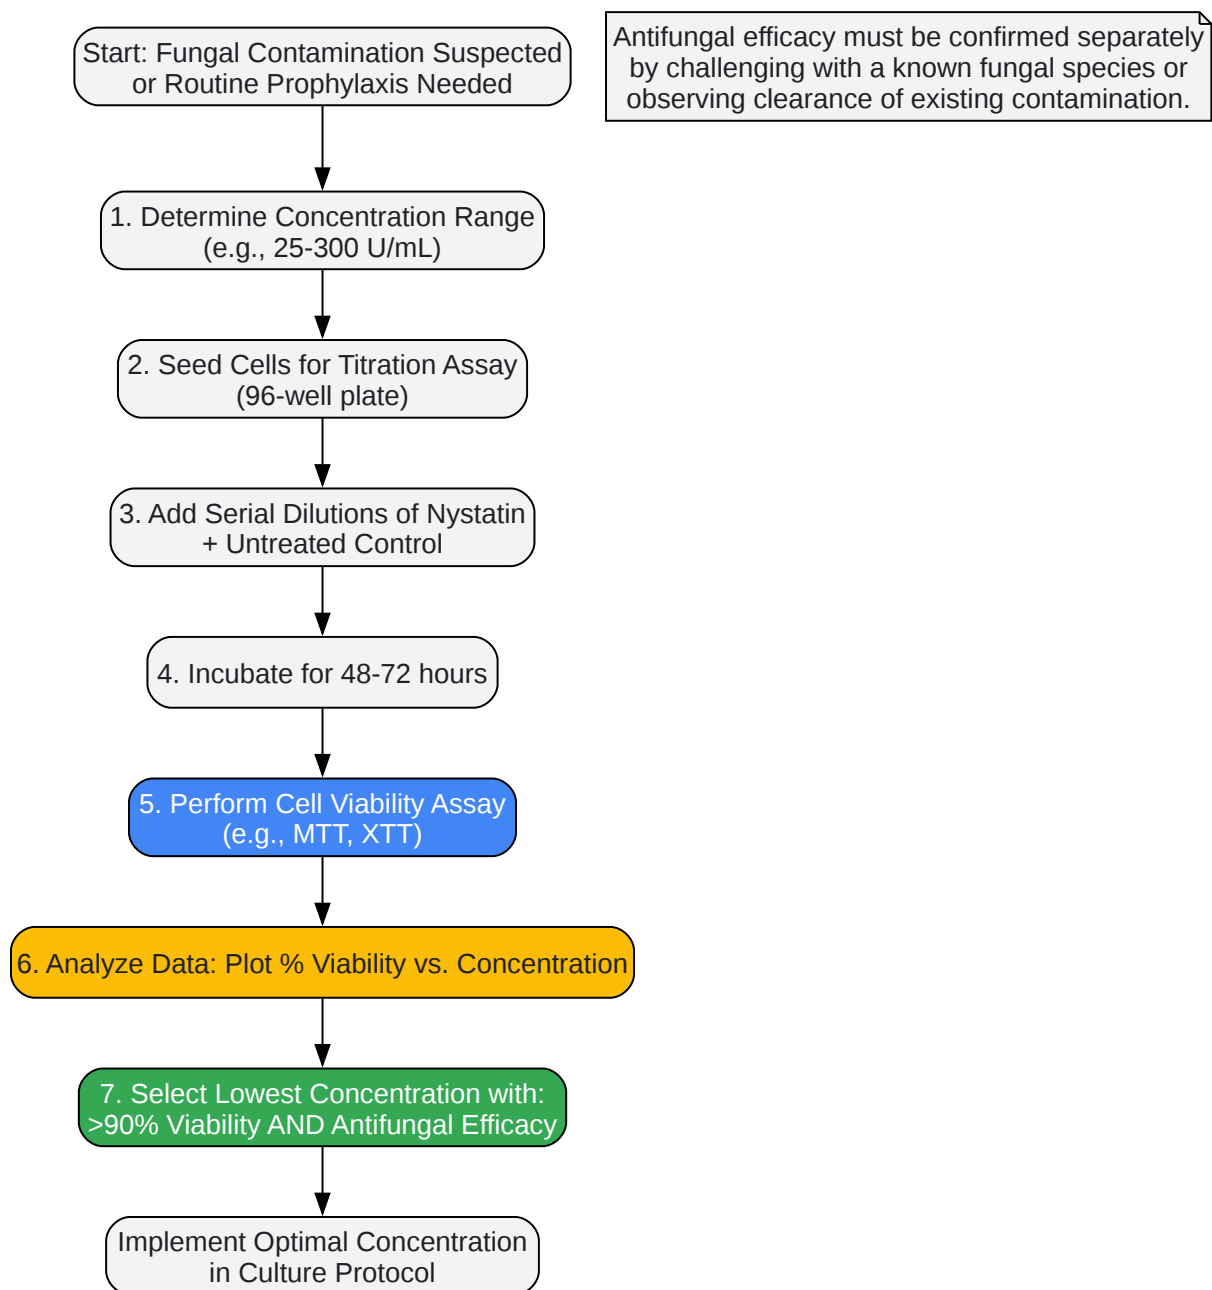 Start: Fungal Contamination Suspected
or Routine Prophylaxis Needed
Antifungal efficacy must be confirmed separately
by challenging with a known fungal species or
observing clearance of existing contamination.
1. Determine Concentration Range
(e.g., 25-300 U/mL)
2. Seed Cells for Titration Assay
(96-well plate)
3. Add Serial Dilutions of Nystatin
+ Untreated Control
4. Incubate for 48-72 hours
5. Perform Cell Viability Assay
(e.g., MTT, XTT)
6. Analyze Data: Plot % Viability vs. Concentration
7. Select Lowest Concentration with:
>90% Viability AND Antifungal Efficacy
Implement Optimal Concentration
in Culture Protocol